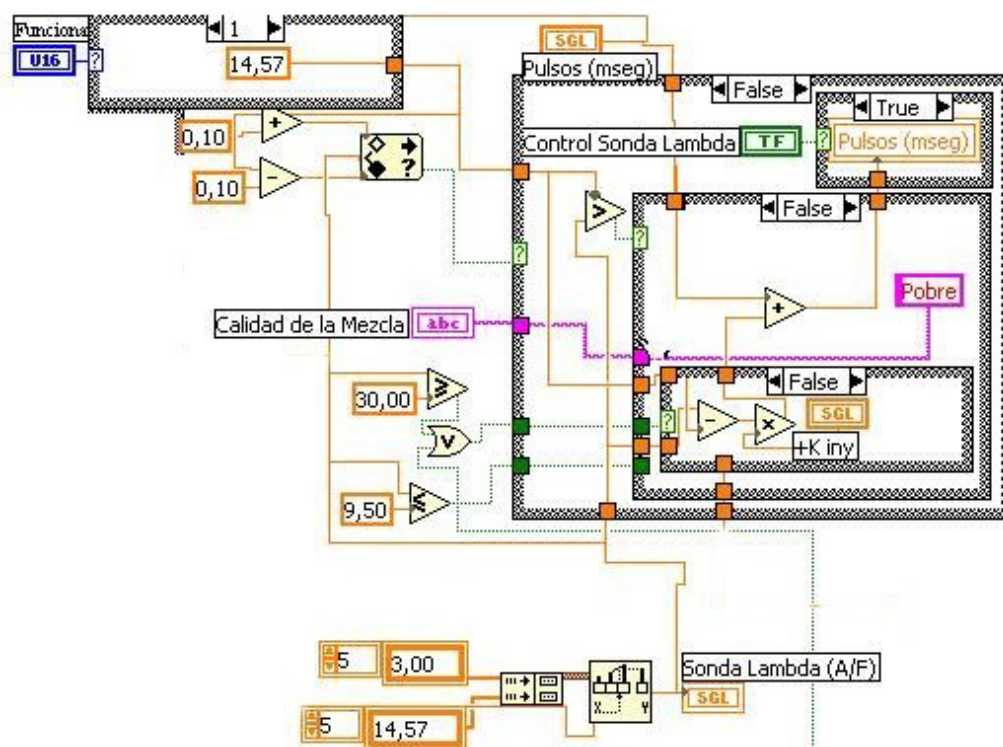 Funciona
1
U16
14,57
SGL
Pulsos (mseg)
False
True
0,10
Control Sonda Lambda
TF
Pulsos (mseg)
0,10
False
Pobre
Calidad de la Mezcla
abc
30,00
False
SGL
+K iny
9,50
5
3,00
Sonda Lambda (A/F)
SGL
5
14,57